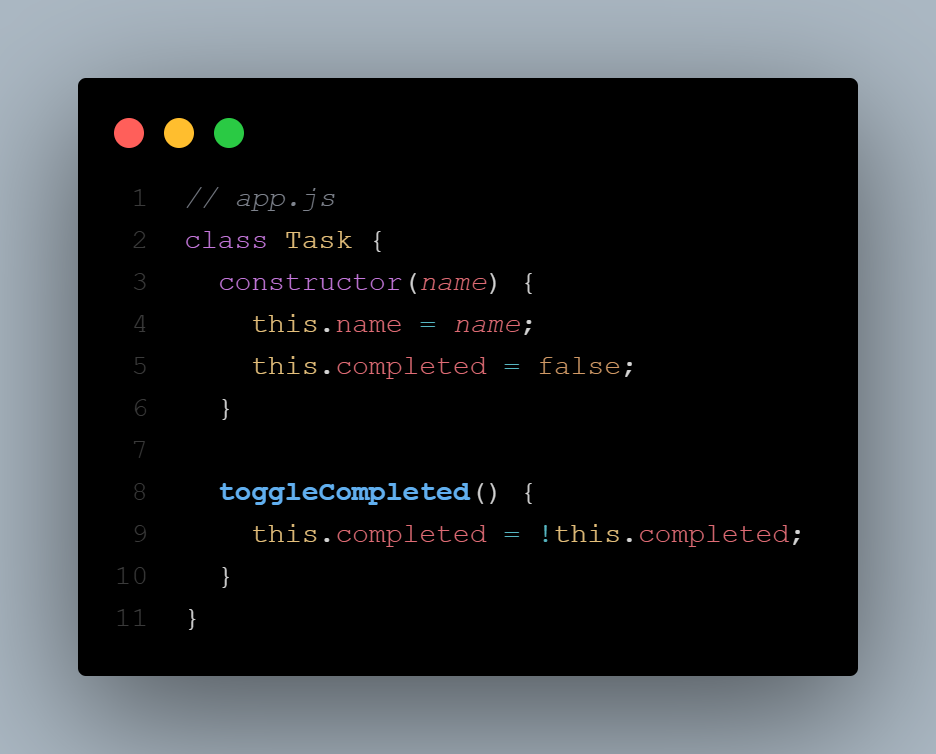 1 // app.js
2 class Task {
3   constructor(name) {
4     this.name = name;
5     this.completed = false;
6   }
7
8   toggleCompleted() {
9     this.completed = !this.completed;
10   }
11 }